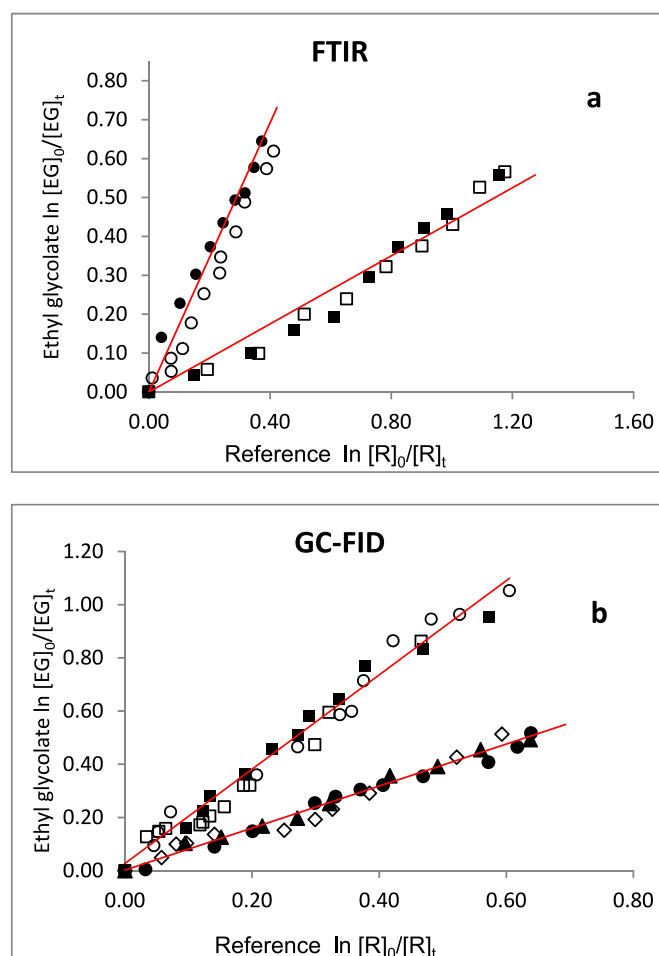 FTIR
a
Ethyl glycolate ln [EG]₀/[EG]ₜ
0.80
0.70
0.60
0.50
0.40
0.30
0.20
0.10
0.00
0.00 0.40 0.80 1.20 1.60
Reference ln [R]₀/[R]ₜ
GC-FID
b
Ethyl glycolate ln [EG]₀/[EG]ₜ
1.20
1.00
0.80
0.60
0.40
0.20
0.00
0.00 0.20 0.40 0.60 0.80
Reference ln [R]₀/[R]ₜ